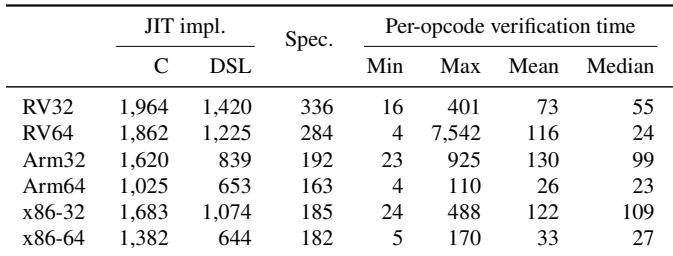 JIT impl. Spec. Per-opcode verification time
C DSL Min Max Mean Median
RV32 1,964 1,420 336 16 401 73 55
RV64 1,862 1,225 284 4 7,542 116 24
Arm32 1,620 839 192 23 925 130 99
Arm64 1,025 653 163 4 110 26 23
x86-32 1,683 1,074 185 24 488 122 109
x86-64 1,382 644 182 5 170 33 27